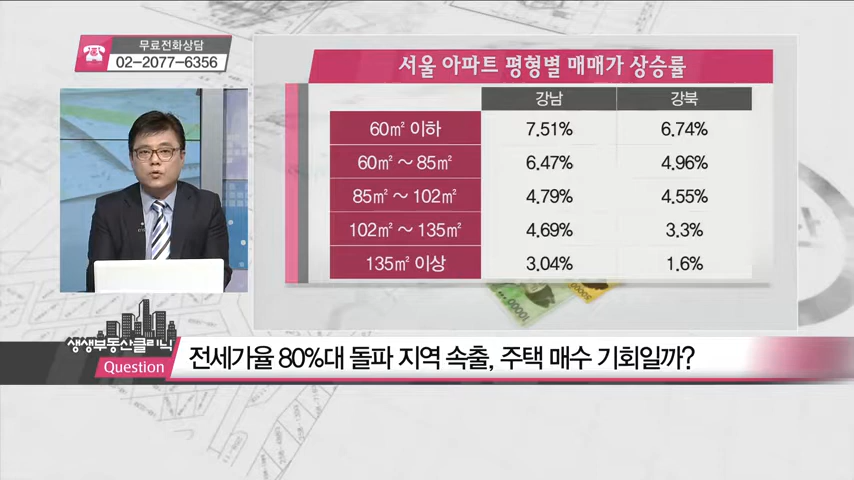 무료전화상담
02-2077-6356
서울 아파트 평형별 매매가 상승률
강남 강북
60㎡ 이하 7.51% 6.74%
60㎡ ~ 85㎡ 6.47% 4.96%
85㎡ ~ 102㎡ 4.79% 4.55%
102㎡ ~ 135㎡ 4.69% 3.3%
135㎡ 이상 3.04% 1.6%
생생부동산클리닉
Question
전세가율 80%대 돌파 지역 속출, 주택 매수 기회일까?